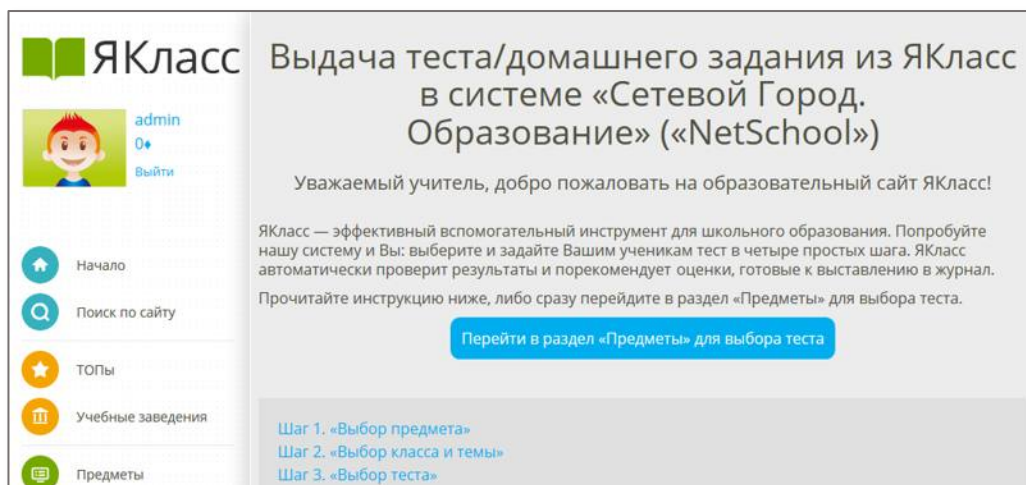 ЯКласс
admin
0♦
Выйти
Начало
Поиск по сайту
ТОПы
Учебные заведения
Предметы
Выдача теста/домашнего задания из ЯКласс
в системе «Сетевой Город.
Образование» («NetSchool»)
Уважаемый учитель, добро пожаловать на образовательный сайт ЯКласс!
ЯКласс — эффективный вспомогательный инструмент для школьного образования. Попробуйте
нашу систему и Вы: выберите и задайте Вашим ученикам тест в четыре простых шага. ЯКласс
автоматически проверит результаты и порекомендует оценки, готовые к выставлению в журнал.
Прочитайте инструкцию ниже, либо сразу перейдите в раздел «Предметы» для выбора теста.
Перейти в раздел «Предметы» для выбора теста
Шаг 1. «Выбор предмета»
Шаг 2. «Выбор класса и темы»
Шаг 3. «Выбор теста»